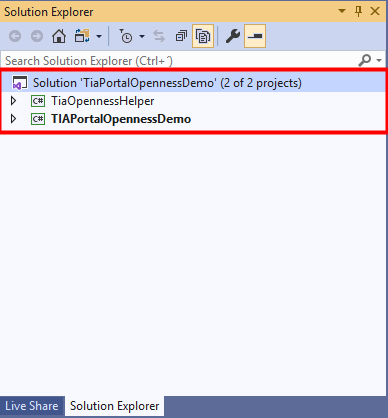 Solution Explorer
Search Solution Explorer (Ctrl+´)
Solution 'TiaPortalOpennessDemo' (2 of 2 projects)
C# TiaOpennessHelper
C# TIAPortalOpennessDemo
Live Share Solution Explorer